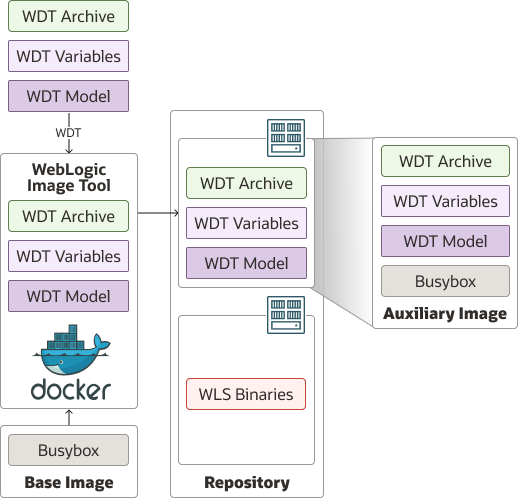 WDT Archive
WDT Variables
WDT Model
WDT
WebLogic
Image Tool
WDT Archive
WDT Variables
WDT Model
docker
Busybox
Base Image
WDT Archive
WDT Variables
WDT Model
WLS Binaries
Repository
WDT Archive
WDT Variables
WDT Model
Busybox
Auxiliary Image